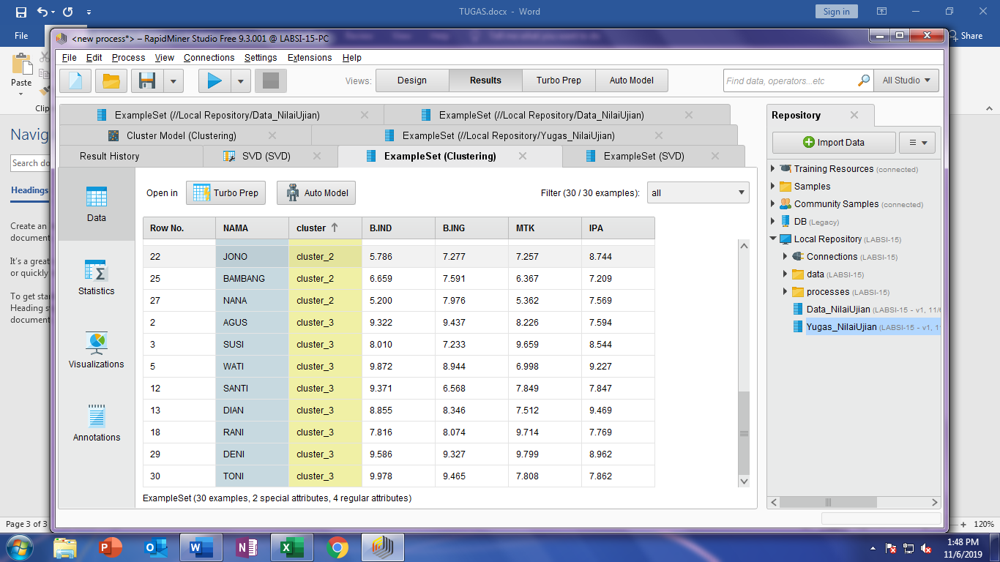 TUGAS.docx - Word
Sign in
File
Share
<new process*> – RapidMiner Studio Free 9.3.001 @ LABSI-15-PC
File Edit Process View Connections Settings Extensions Help
Paste
Clip
Views: Design Results Turbo Prep Auto Model
Find data, operators...etc
All Studio
ExampleSet (//Local Repository/Data_NilaiUjian)
ExampleSet (//Local Repository/Data_NilaiUjian)
Cluster Model (Clustering)
ExampleSet (//Local Repository/Yugas_NilaiUjian)
Result History
SVD (SVD)
ExampleSet (Clustering)
ExampleSet (SVD)
Navig
Search do
Headings
Create an
document
It's a great
or quickly
To get star
Heading st
document
Data
Statistics
Visualizations
Annotations
Open in Turbo Prep Auto Model
Filter (30 / 30 examples): all
Row No. NAMA cluster B.IND B.ING MTK IPA
22 JONO cluster_2 5.786 7.277 7.257 8.744
25 BAMBANG cluster_2 6.659 7.591 6.367 7.209
27 NANA cluster_2 5.200 7.976 5.362 7.569
2 AGUS cluster_3 9.322 9.437 8.226 7.594
3 SUSI cluster_3 8.010 7.233 9.659 8.544
5 WATI cluster_3 9.872 8.944 6.998 9.227
12 SANTI cluster_3 9.371 6.568 7.849 7.847
13 DIAN cluster_3 8.855 8.346 7.512 9.469
18 RANI cluster_3 7.816 8.074 9.714 7.769
29 DENI cluster_3 9.586 9.327 9.799 8.962
30 TONI cluster_3 9.978 9.465 7.808 7.862
ExampleSet (30 examples, 2 special attributes, 4 regular attributes)
Repository
Import Data
Training Resources (connected)
Samples
Community Samples (connected)
DB (Legacy)
Local Repository (LABSI-15)
Connections (LABSI-15)
data (LABSI-15)
processes (LABSI-15)
Data_NilaiUjian (LABSI-15 - v1, 11/6
Yugas_NilaiUjian (LABSI-15 - v1, 11
Page 3 of 3
120%
1:48 PM
11/6/2019